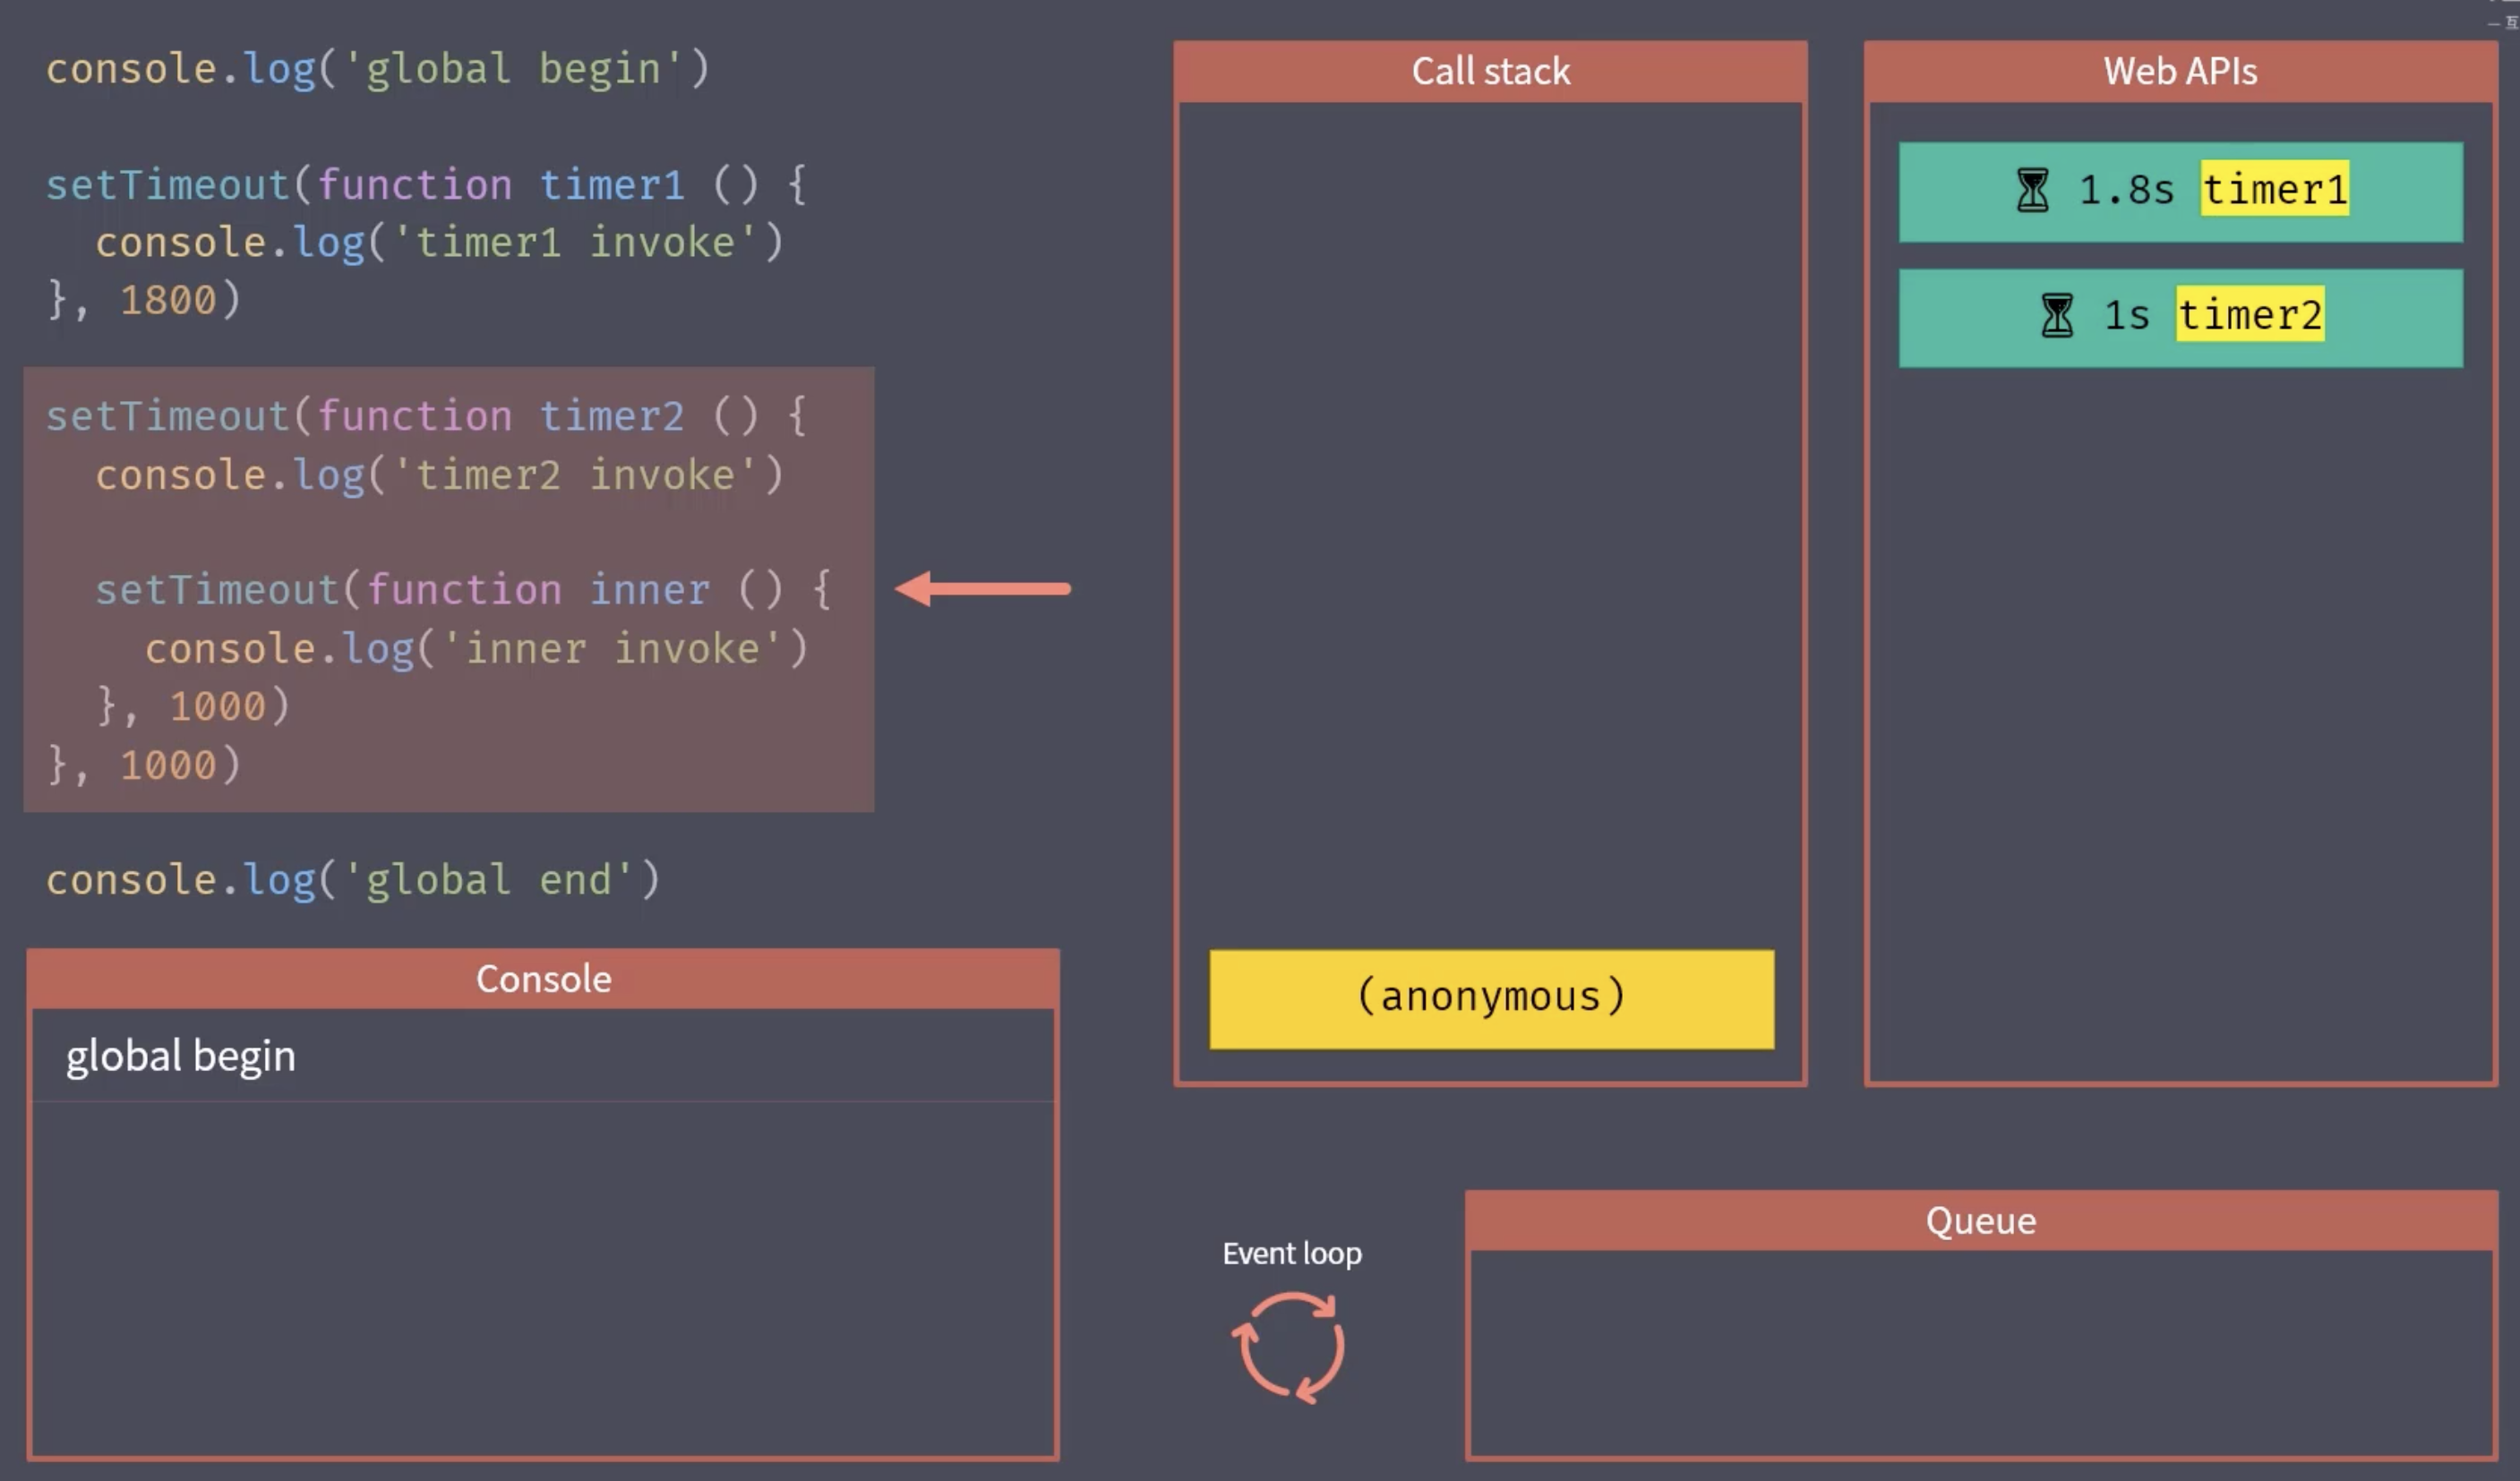 console.log('global begin')
setTimeout(function timer1 () {
  console.log('timer1 invoke')
}, 1800)
setTimeout(function timer2 () {
  console.log('timer2 invoke')
  setTimeout(function inner () {
    console.log('inner invoke')
  }, 1000)
}, 1000)
console.log('global end')
Console
global begin
Call stack
(anonymous)
Web APIs
1.8s timer1
1s timer2
Event loop
Queue